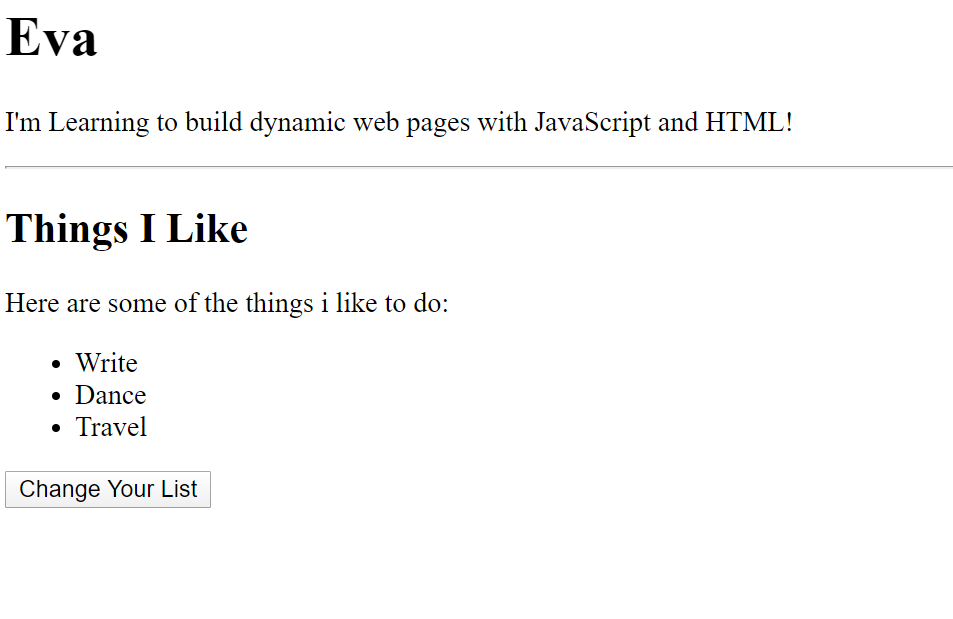 Eva
I'm Learning to build dynamic web pages with JavaScript and HTML!
Things I Like
Here are some of the things i like to do:
Write
Dance
Travel
Change Your List